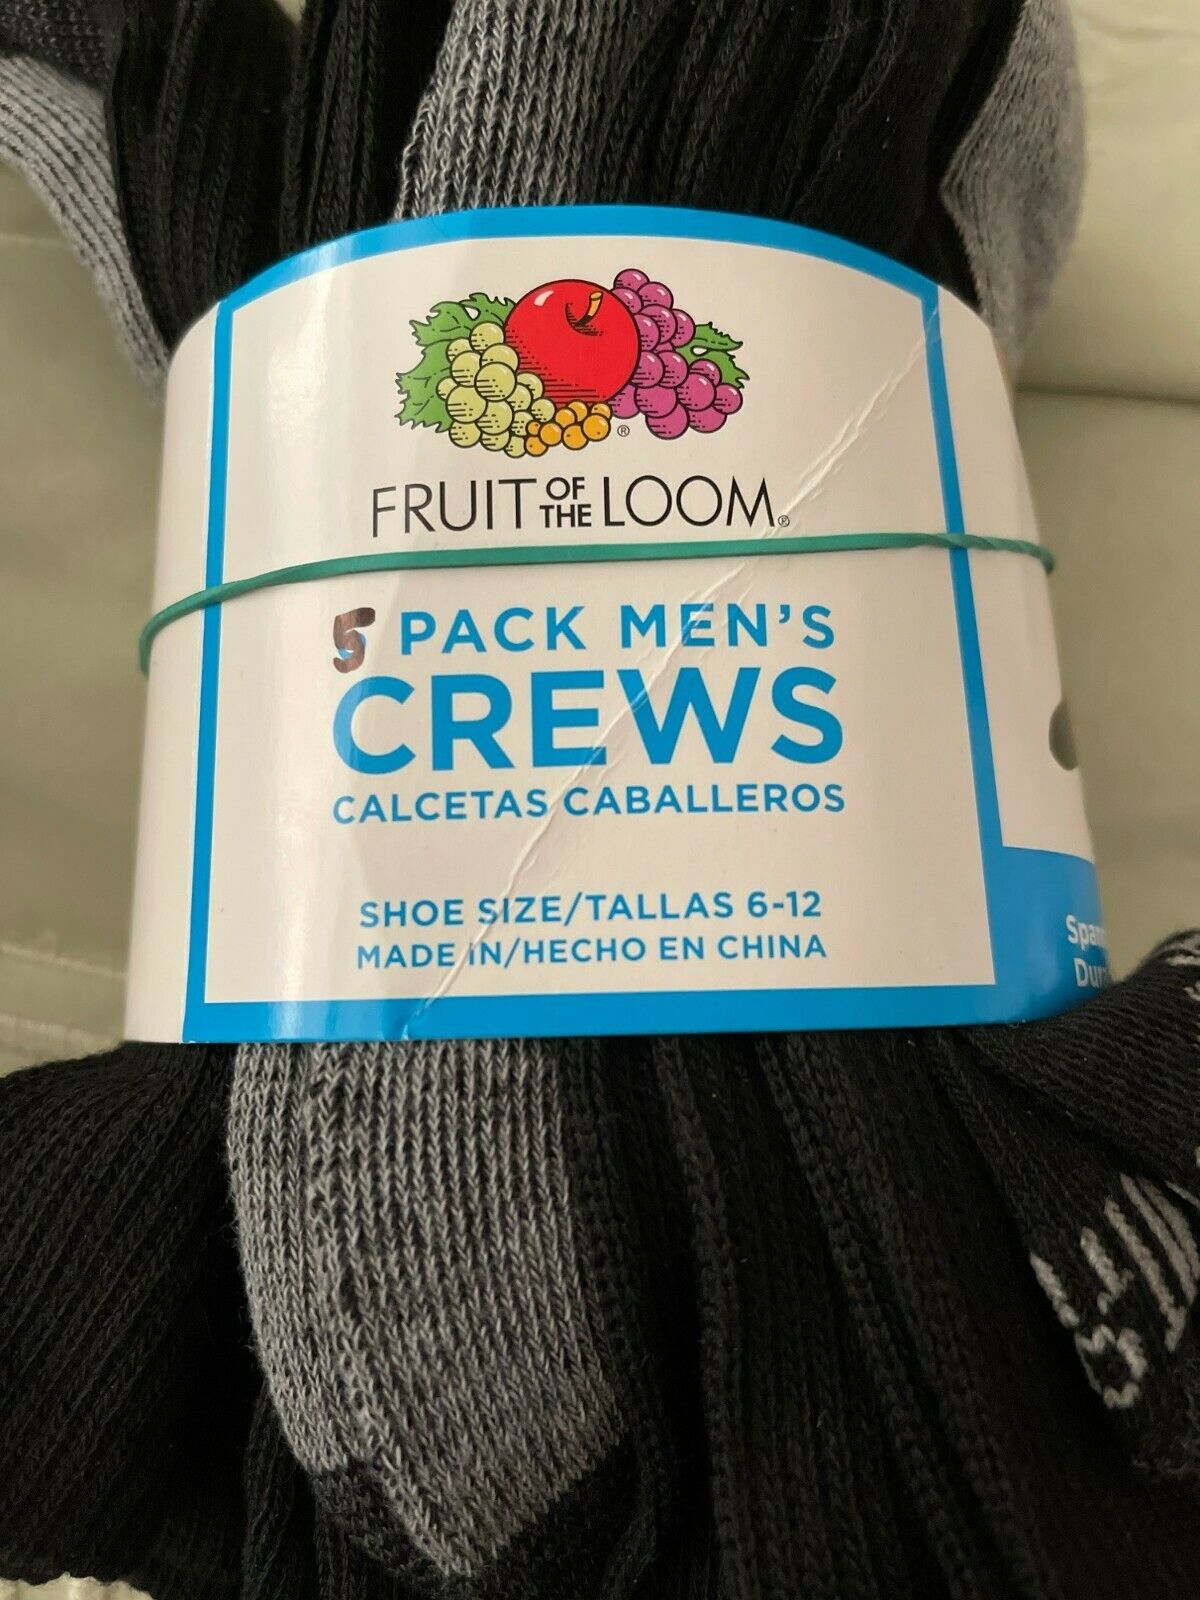 FRUIT OF THE LOOM®
5 PACK MEN'S
CREWS
CALCETAS CABALLEROS
SHOE SIZE/TALLAS 6-12
MADE IN/HECHO EN CHINA